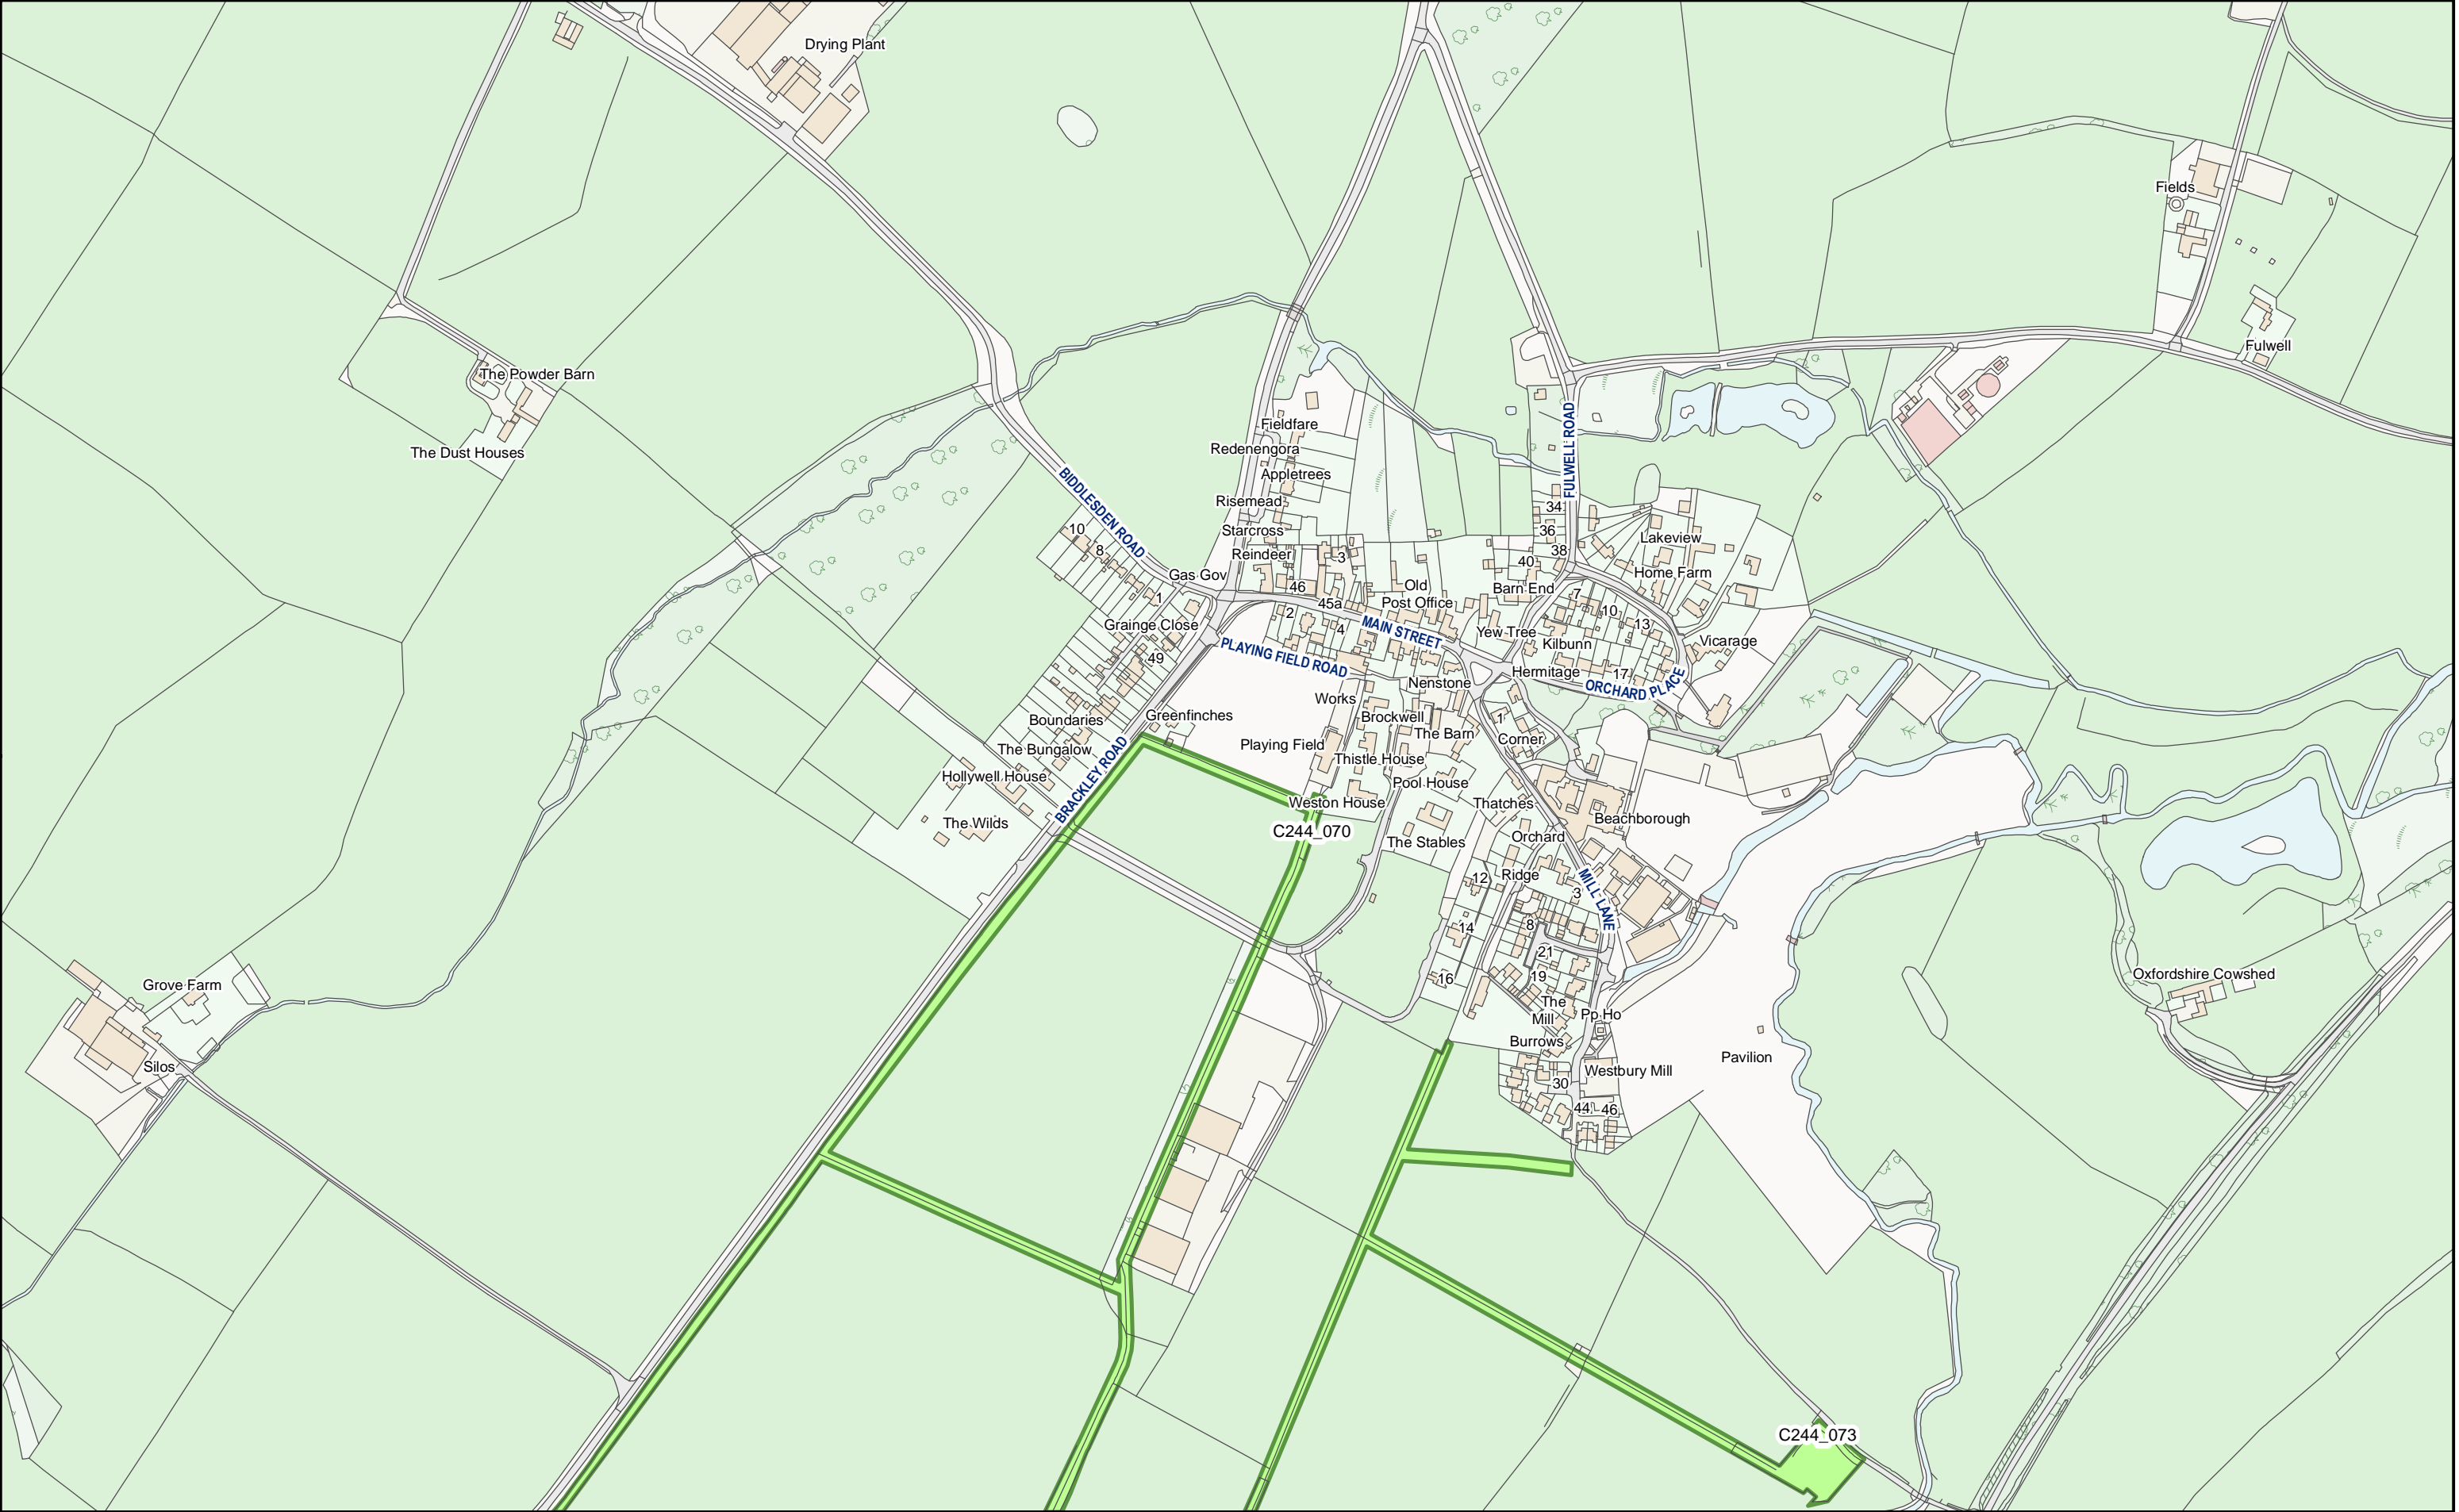 Drying Plant
Fields
Fulwell
The Powder Barn
The Dust Houses
Fieldfare
Redenengora
Appletrees
Risemead
Starcross
Reindeer
BIDDLESDEN ROAD
FULWELL ROAD
10
8
Gas Gov
1
Grainge Close
49
3
46
45a
2
4
Old
Post Office
MAIN STREET
PLAYING FIELD ROAD
34
36
38
40
Barn End
Lakeview
Home Farm
7
10
13
Yew Tree
Kilbunn
Vicarage
Hermitage
17
ORCHARD PLACE
Nenstone
Works
Boundaries
Greenfinches
Brockwell
1
The Barn
Corner
The Bungalow
Playing Field
Thistle House
Hollywell House
BRACKLEY ROAD
Pool House
Weston House
Thatches
The Wilds
C244_070
The Stables
Beachborough
Orchard
Ridge
12
3
MILL LANE
14
8
21
19
16
The
Mill
Pp Ho
Burrows
Westbury Mill
Pavilion
30
44
46
Oxfordshire Cowshed
Grove Farm
Silos
C244_073